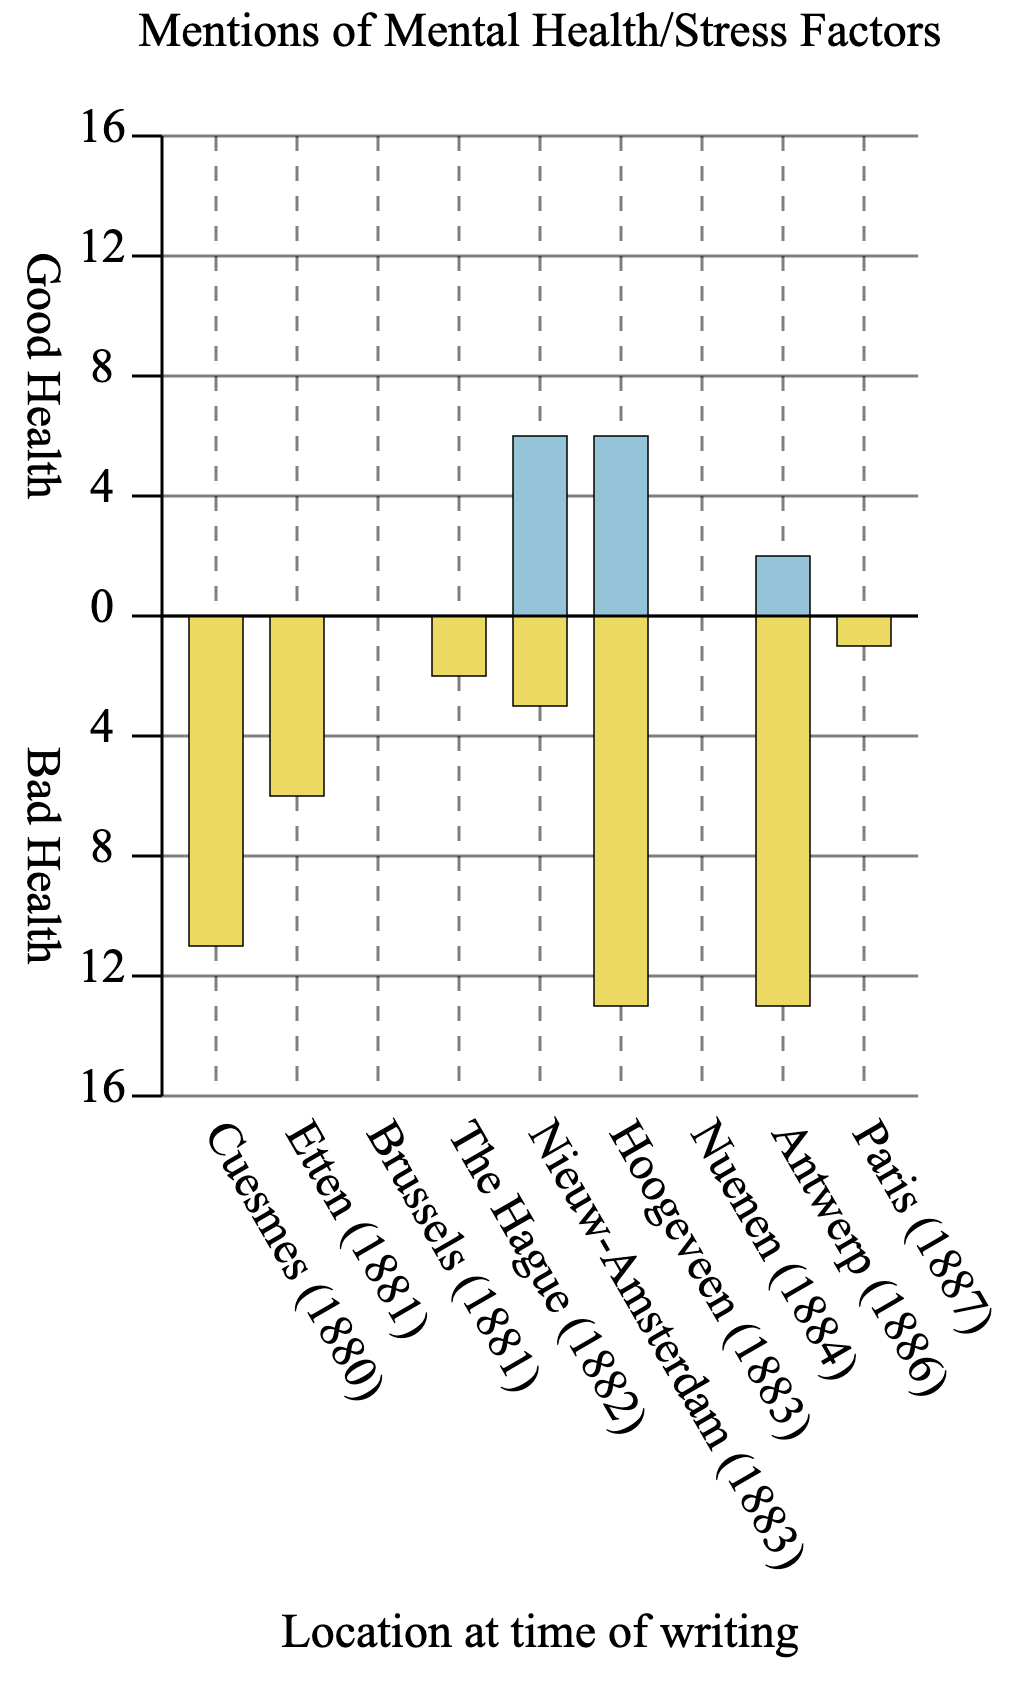 Mentions of Mental Health/Stress Factors
16
12
8
4
0
4
8
12
16
Good Health
Bad Health
Cuesmes (1880)
Etten (1881)
Brussels (1881)
The Hague (1882)
Nieuw-Amsterdam (1883)
Hoogeveen (1883)
Nuenen (1884)
Antwerp (1886)
Paris (1887)
Location at time of writing